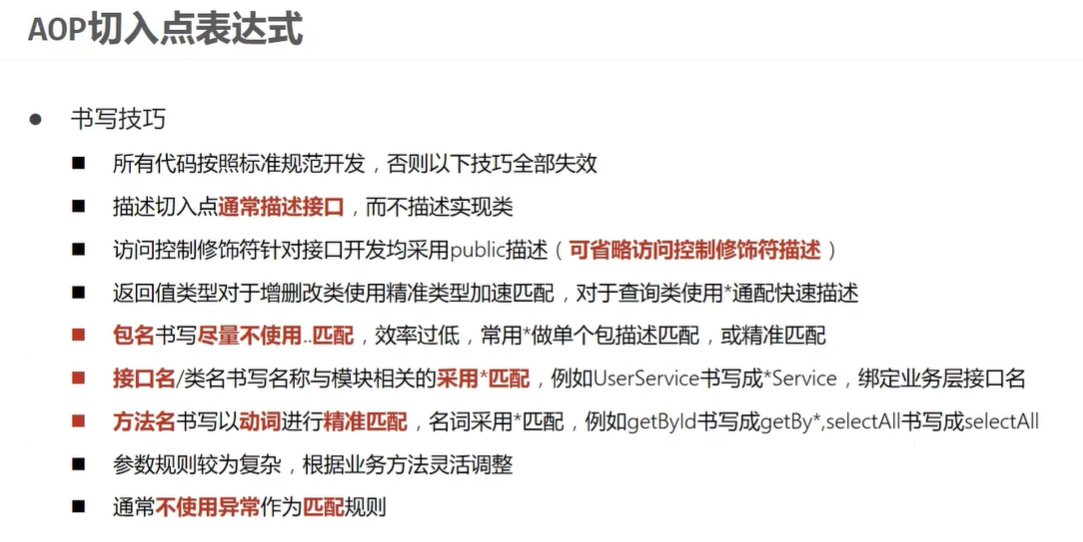 AOP切入点表达式
● 书写技巧
■ 所有代码按照标准规范开发，否则以下技巧全部失效
■ 描述切入点通常描述接口，而不描述实现类
■ 访问控制修饰符针对接口开发均采用public描述（可省略访问控制修饰符描述）
■ 返回值类型对于增删改类使用精准类型加速匹配，对于查询类使用*通配快速描述
■ 包名书写尽量不使用..匹配，效率过低，常用*做单个包描述匹配，或精准匹配
■ 接口名/类名书写名称与模块相关的采用*匹配，例如UserService书写成*Service，绑定业务层接口名
■ 方法名书写以动词进行精准匹配，名词采用*匹配，例如getById书写成getBy*,selectAll书写成selectAll
■ 参数规则较为复杂，根据业务方法灵活调整
■ 通常不使用异常作为匹配规则